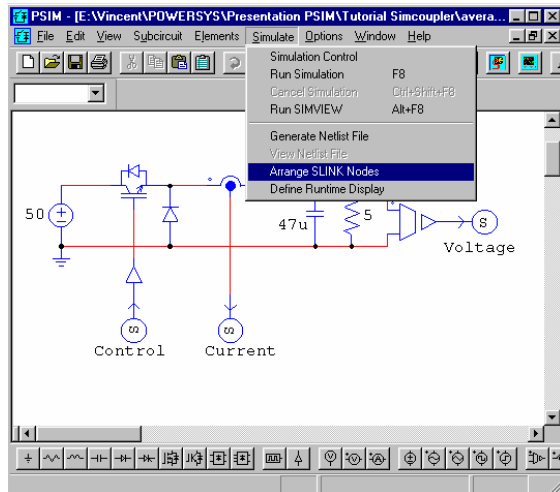 PSIM - [E:\Vincent\POWERSYS\Presentation PSIM\Tutorial Simcoupler\avera...
File Edit View Subcircuit Elements Simulate Options Window Help
Simulation Control
Run Simulation F8
Cancel Simulation Ctrl+Shift+F8
Run SIMVIEW Alt+F8
Generate Netlist File
View Netlist File
Arrange SLINK Nodes
Define Runtime Display
50
47u
5
S
Voltage
S
S
Control Current